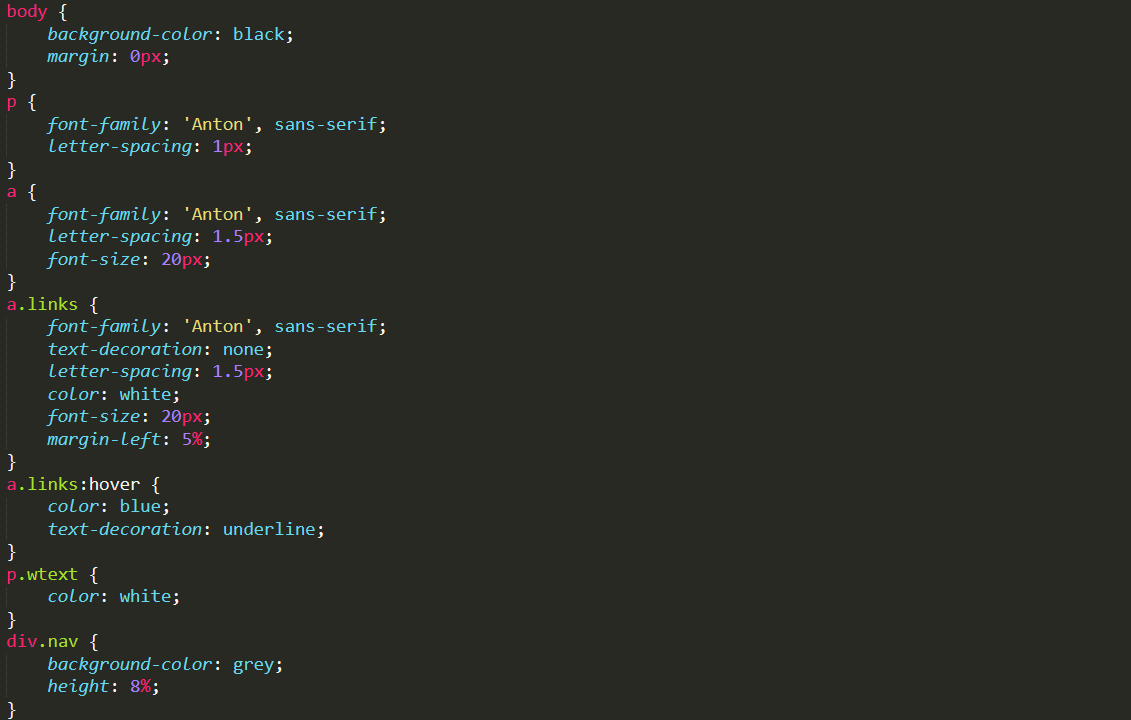 body {
    background-color: black;
    margin: 0px;
}
p {
    font-family: 'Anton', sans-serif;
    letter-spacing: 1px;
}
a {
    font-family: 'Anton', sans-serif;
    letter-spacing: 1.5px;
    font-size: 20px;
}
a.links {
    font-family: 'Anton', sans-serif;
    text-decoration: none;
    letter-spacing: 1.5px;
    color: white;
    font-size: 20px;
    margin-left: 5%;
}
a.links:hover {
    color: blue;
    text-decoration: underline;
}
p.wtext {
    color: white;
}
div.nav {
    background-color: grey;
    height: 8%;
}